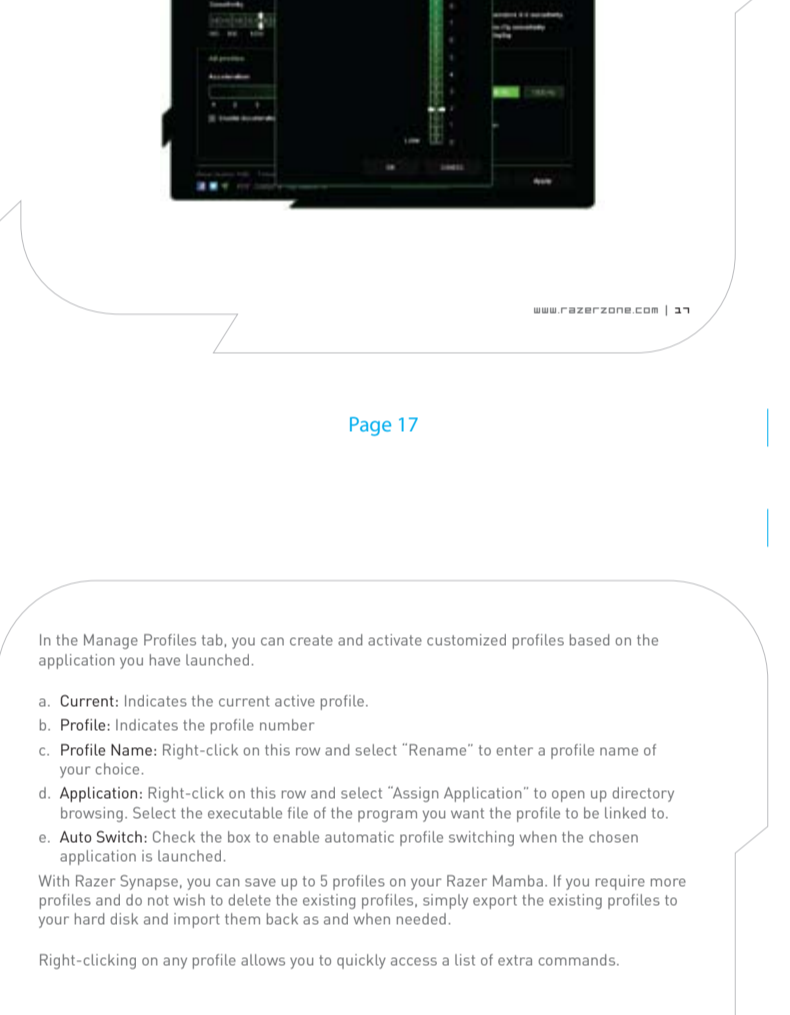 Sensitivity
All profiles
Acceleration
LOW
OK
CANCEL
Apply
www.razerzone.com | 17
Page 17
In the Manage Profiles tab, you can create and activate customized profiles based on the
application you have launched.
a. Current: Indicates the current active profile.
b. Profile: Indicates the profile number
c. Profile Name: Right-click on this row and select “Rename” to enter a profile name of
your choice.
d. Application: Right-click on this row and select “Assign Application” to open up directory
browsing. Select the executable file of the program you want the profile to be linked to.
e. Auto Switch: Check the box to enable automatic profile switching when the chosen
application is launched.
With Razer Synapse, you can save up to 5 profiles on your Razer Mamba. If you require more
profiles and do not wish to delete the existing profiles, simply export the existing profiles to
your hard disk and import them back as and when needed.
Right-clicking on any profile allows you to quickly access a list of extra commands.